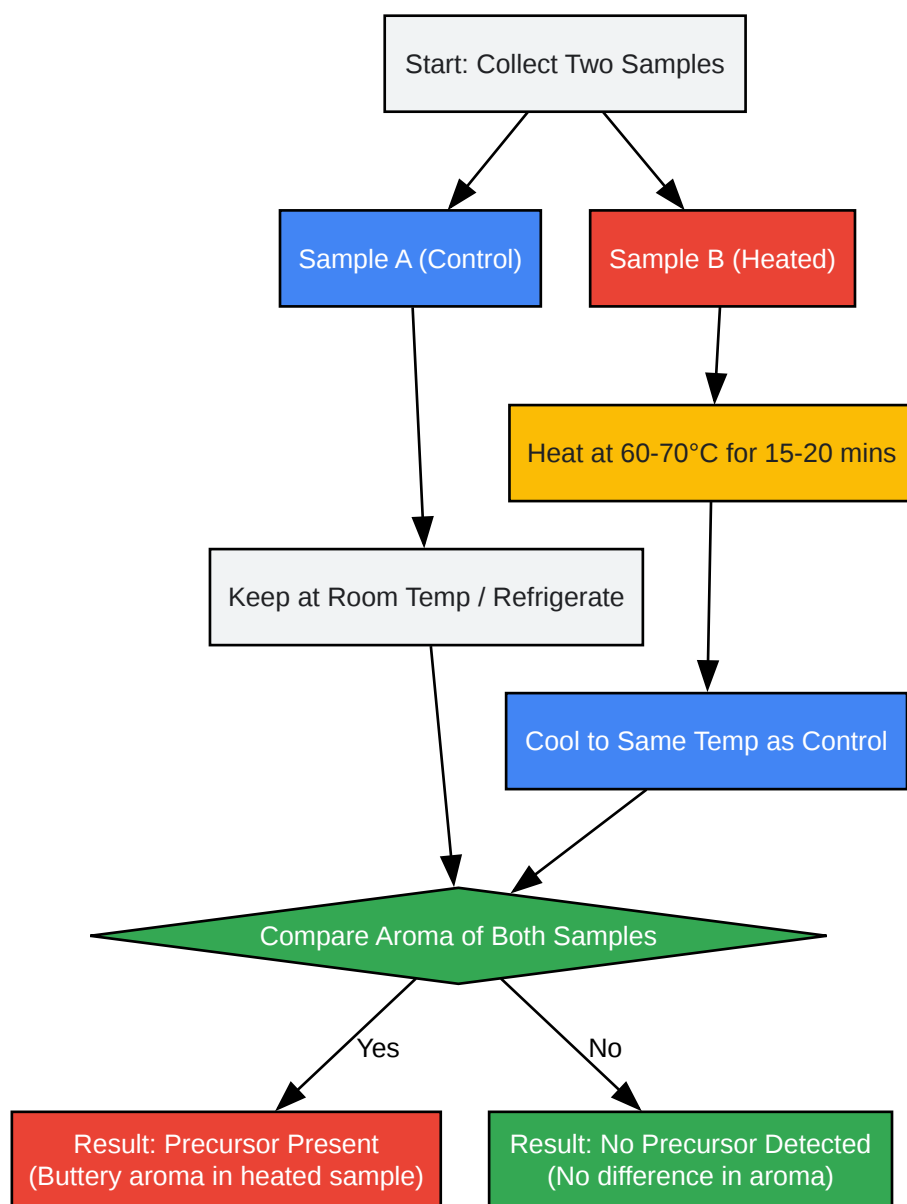 Start: Collect Two Samples
Sample A (Control)
Sample B (Heated)
Heat at 60-70°C for 15-20 mins
Keep at Room Temp / Refrigerate
Cool to Same Temp as Control
Compare Aroma of Both Samples
Yes
No
Result: Precursor Present
(Buttery aroma in heated sample)
Result: No Precursor Detected
(No difference in aroma)